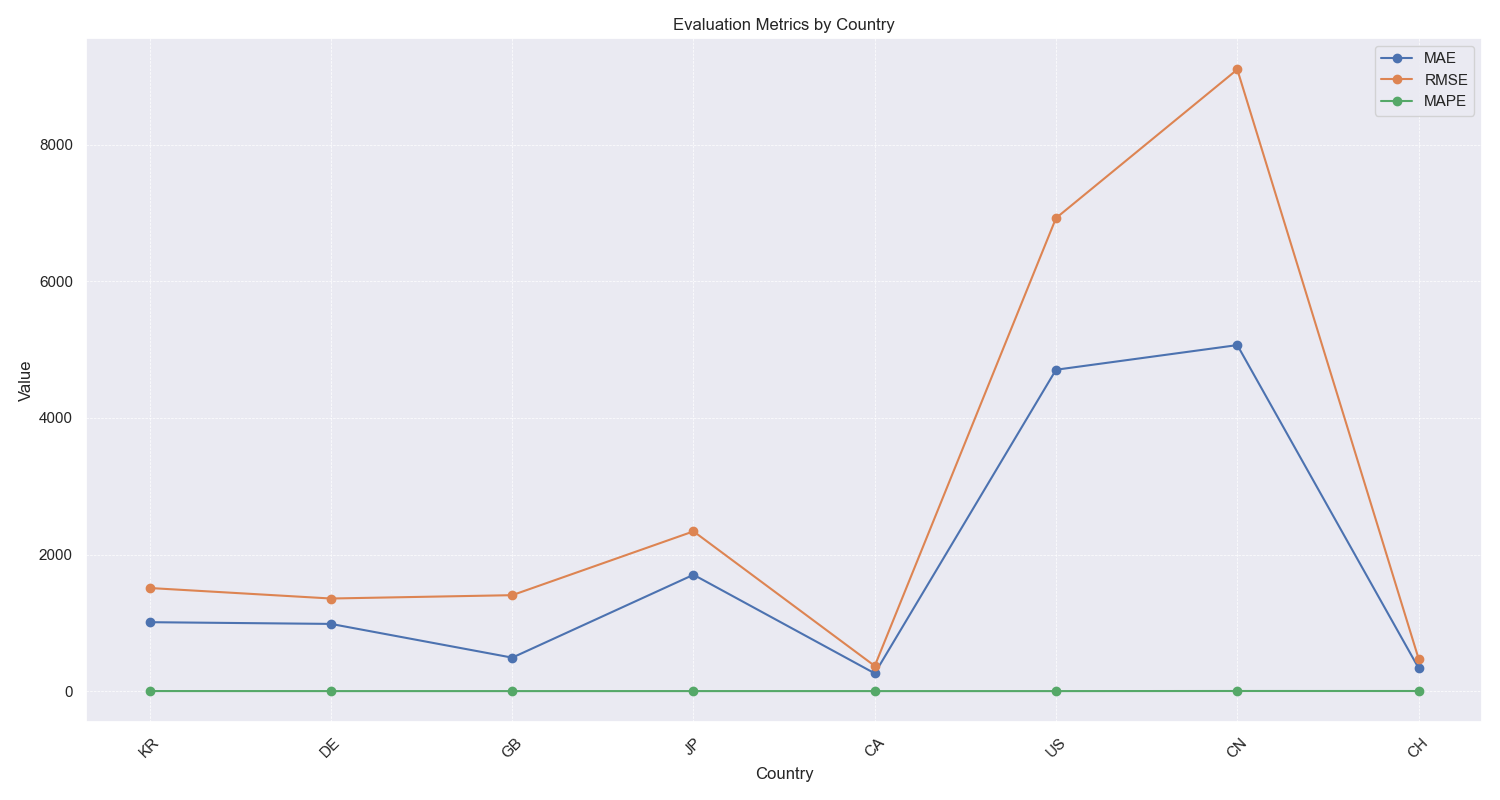 Evaluation Metrics by Country
MAE
RMSE
MAPE
8000
6000
4000
2000
0
Value
KR
DE
GB
JP
CA
US
CN
CH
Country